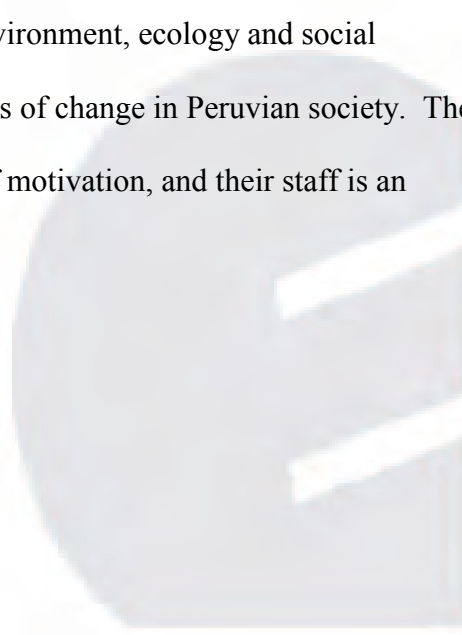 vironment, ecology and social
s of change in Peruvian society. The
motivation, and their staff is an